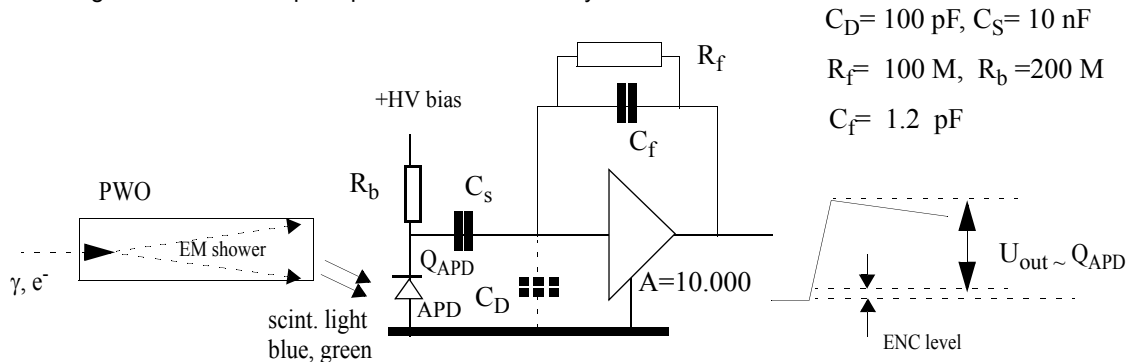 C_D= 100 pF, C_S= 10 nF
R_f= 100 M, R_b =200 M
C_f= 1.2 pF
R_f
+HV bias
C_f
PWO
R_b
C_s
EM shower
γ, e⁻
Q_APD
APD
C_D
A=10.000
U_out ~ Q_APD
scint. light
blue, green
ENC level